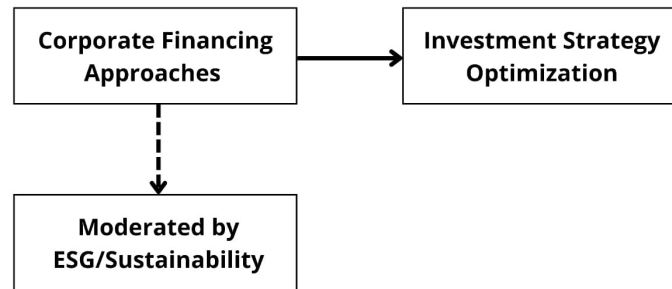 Corporate Financing
Approaches
Investment Strategy
Optimization
Moderated by
ESG/Sustainability